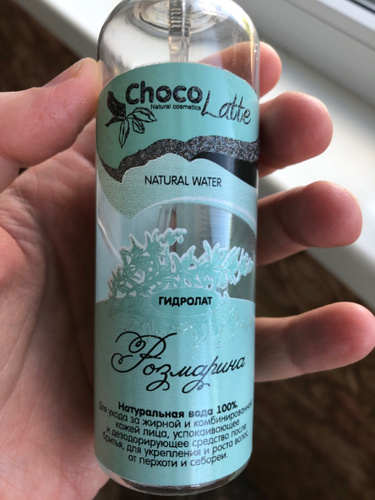 Choco Latte
Natural cosmetics
NATURAL WATER
ГИДРОЛАТ
Розмарина
Натуральная вода 100%.
Для ухода за жирной и комбинированной
кожей лица, успокаивающее
и дезодорирующее средство после
бритья, для укрепления и роста волос,
от перхоти и себореи.